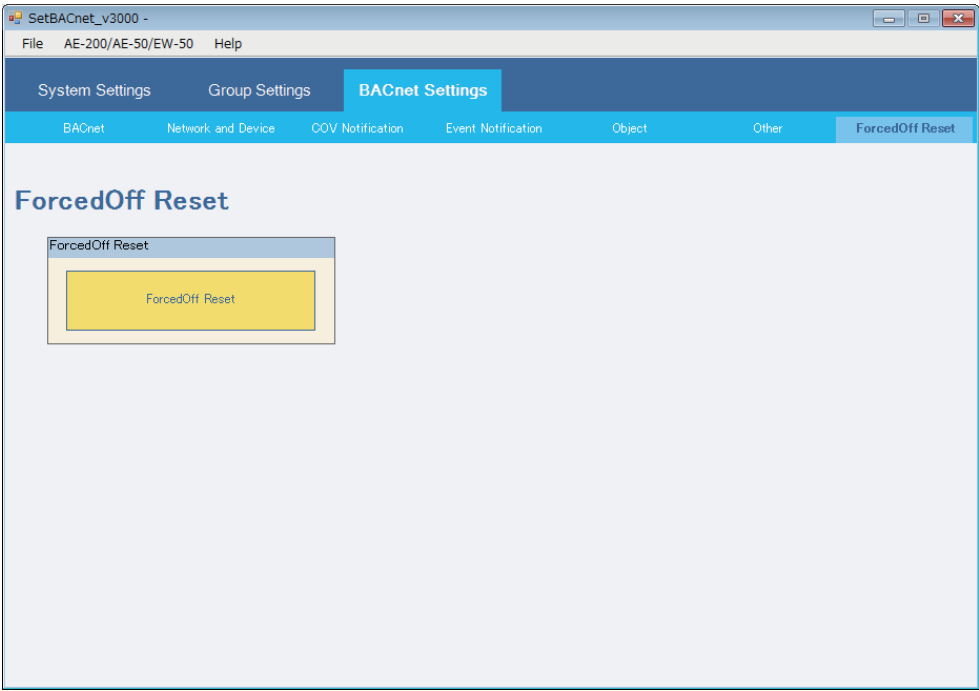 SetBACnet_v3000 -
File AE-200/AE-50/EW-50 Help
System Settings Group Settings BACnet Settings
BACnet Network and Device COV Notification Event Notification Object Other ForcedOff Reset
ForcedOff Reset
ForcedOff Reset
ForcedOff Reset